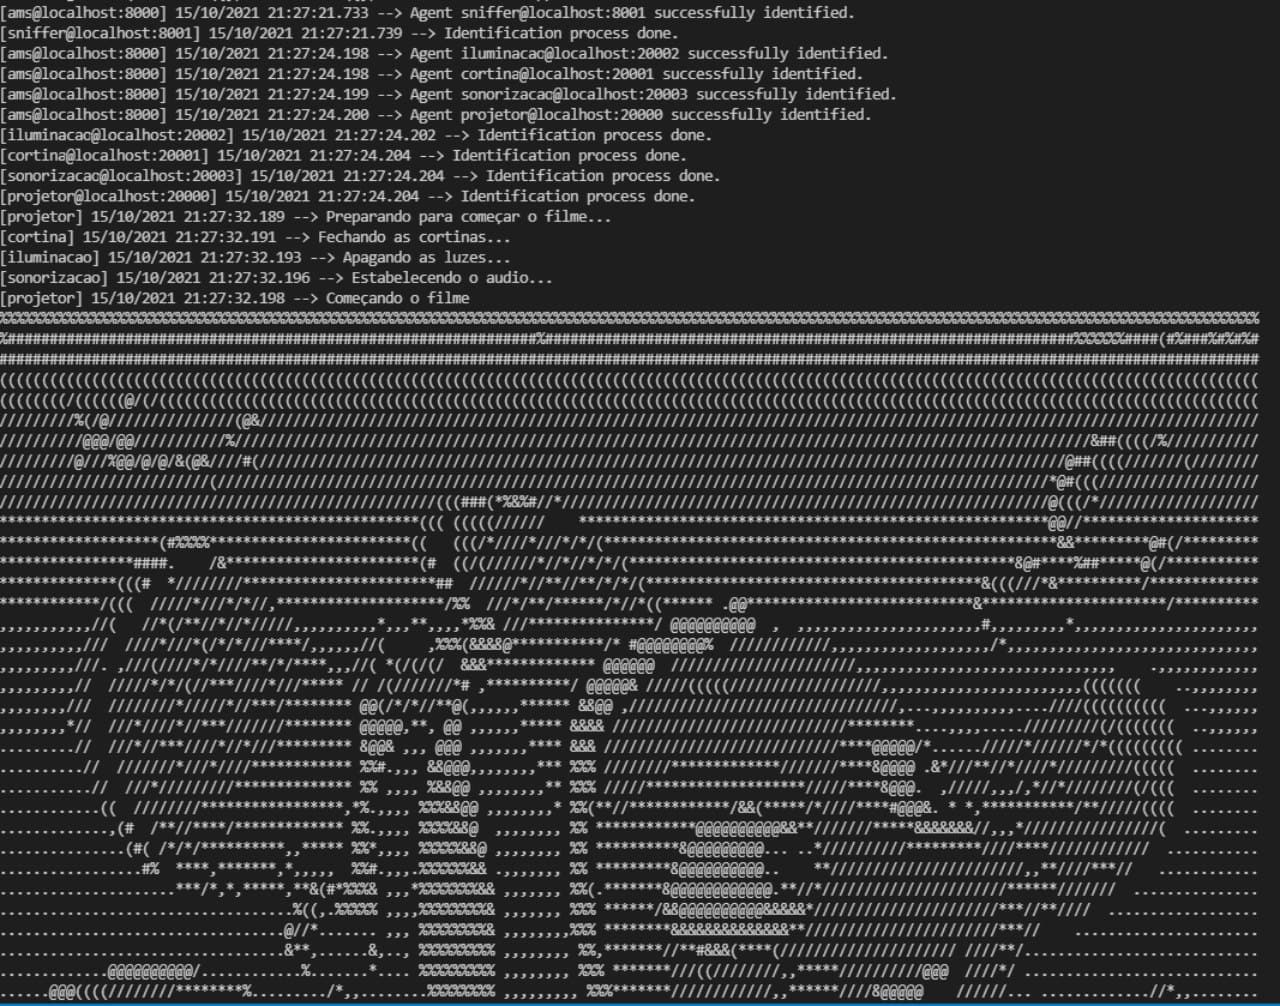 [ams@localhost:8000] 15/10/2021 21:27:21.733 --> Agent sniffer@localhost:8001 successfully identified.
[sniffer@localhost:8001] 15/10/2021 21:27:21.739 --> Identification process done.
[ams@localhost:8000] 15/10/2021 21:27:24.198 --> Agent iluminacao@localhost:20002 successfully identified.
[ams@localhost:8000] 15/10/2021 21:27:24.198 --> Agent cortina@localhost:20001 successfully identified.
[ams@localhost:8000] 15/10/2021 21:27:24.199 --> Agent sonorizacao@localhost:20003 successfully identified.
[ams@localhost:8000] 15/10/2021 21:27:24.200 --> Agent projetor@localhost:20000 successfully identified.
[iluminacao@localhost:20002] 15/10/2021 21:27:24.202 --> Identification process done.
[cortina@localhost:20001] 15/10/2021 21:27:24.204 --> Identification process done.
[sonorizacao@localhost:20003] 15/10/2021 21:27:24.204 --> Identification process done.
[projetor@localhost:20000] 15/10/2021 21:27:24.204 --> Identification process done.
[projetor] 15/10/2021 21:27:32.189 --> Preparando para começar o filme...
[cortina] 15/10/2021 21:27:32.191 --> Fechando as cortinas...
[iluminacao] 15/10/2021 21:27:32.193 --> Apagando as luzes...
[sonorizacao] 15/10/2021 21:27:32.196 --> Estabelecendo o audio...
[projetor] 15/10/2021 21:27:32.198 --> Começando o filme